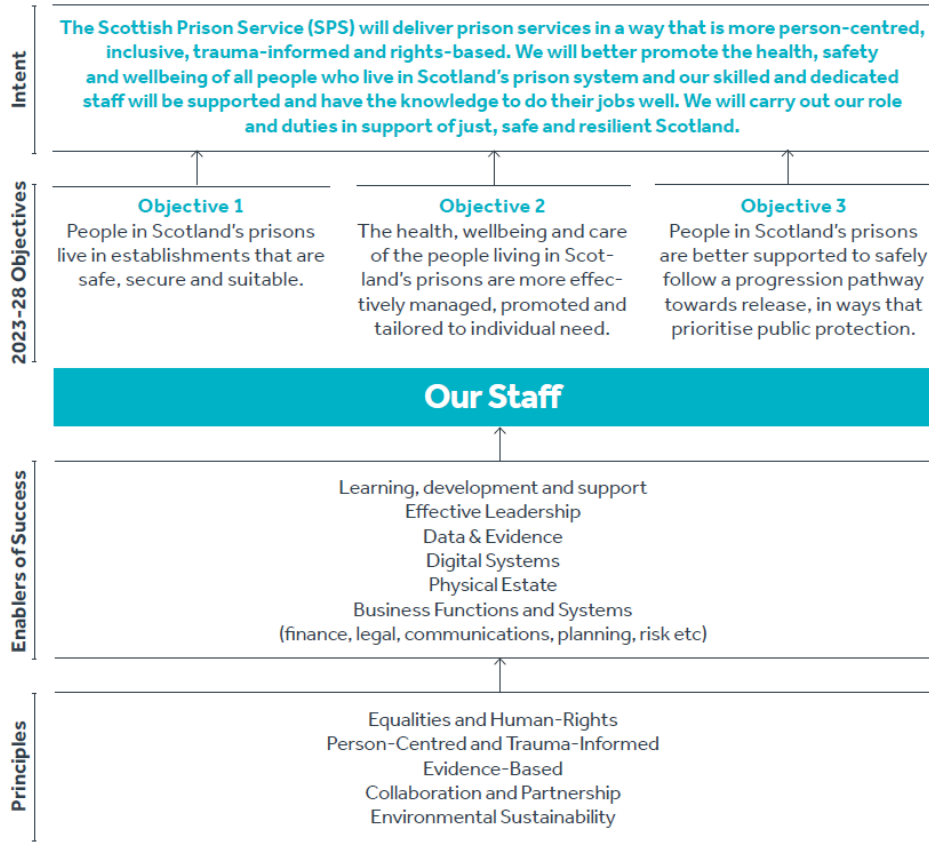 Intent
The Scottish Prison Service (SPS) will deliver prison services in a way that is more person-centred,
inclusive, trauma-informed and rights-based. We will better promote the health, safety
and wellbeing of all people who live in Scotland's prison system and our skilled and dedicated
staff will be supported and have the knowledge to do their jobs well. We will carry out our role
and duties in support of just, safe and resilient Scotland.
2023-28 Objectives
Objective 1
People in Scotland's prisons
live in establishments that are
safe, secure and suitable.
Objective 2
The health, wellbeing and care
of the people living in Scot-
land's prisons are more effec-
tively managed, promoted and
tailored to individual need.
Objective 3
People in Scotland's prisons
are better supported to safely
follow a progression pathway
towards release, in ways that
prioritise public protection.
Our Staff
Enablers of Success
Learning, development and support
Effective Leadership
Data & Evidence
Digital Systems
Physical Estate
Business Functions and Systems
(finance, legal, communications, planning, risk etc)
Principles
Equalities and Human-Rights
Person-Centred and Trauma-Informed
Evidence-Based
Collaboration and Partnership
Environmental Sustainability